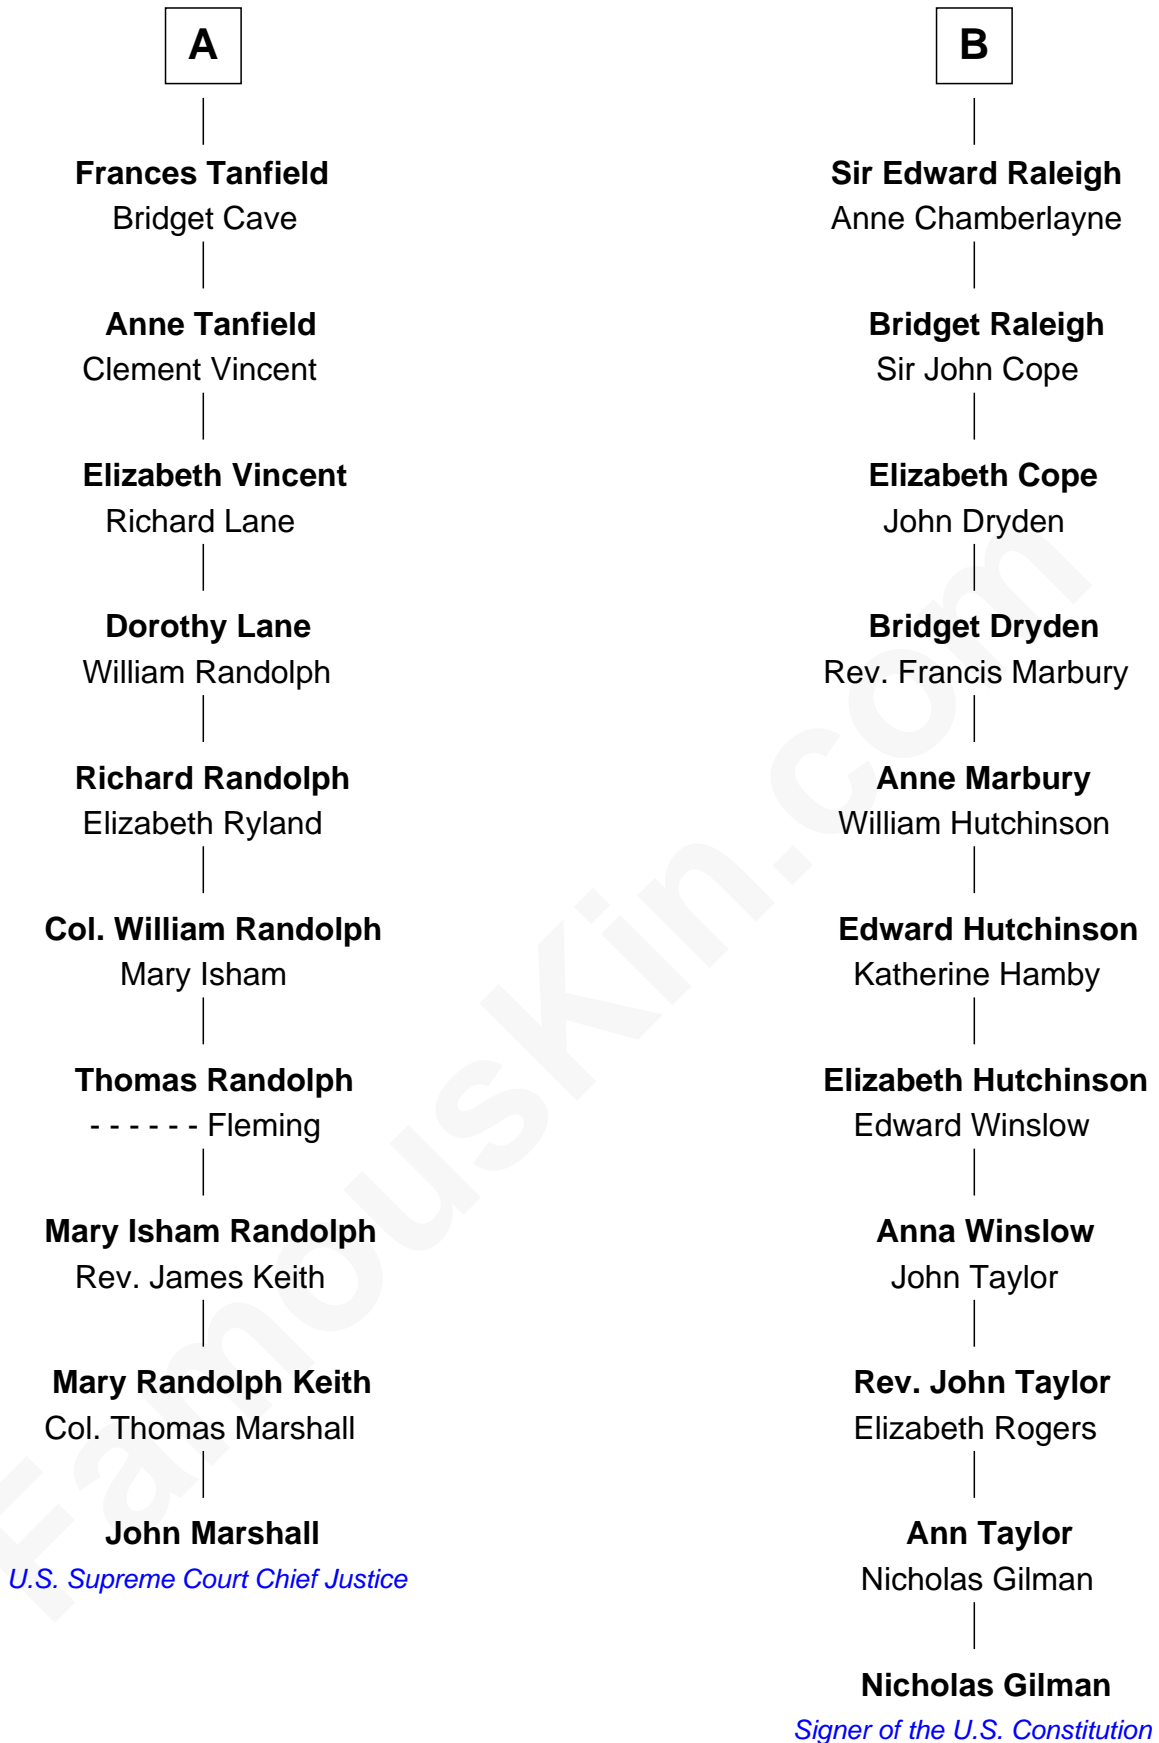 A
Frances Tanfield
Bridget Cave
Anne Tanfield
Clement Vincent
Elizabeth Vincent
Richard Lane
Dorothy Lane
William Randolph
Richard Randolph
Elizabeth Ryland
Col. William Randolph
Mary Isham
Thomas Randolph
- - - - - - Fleming
Mary Isham Randolph
Rev. James Keith
Mary Randolph Keith
Col. Thomas Marshall
John Marshall
U.S. Supreme Court Chief Justice
B
Sir Edward Raleigh
Anne Chamberlayne
Bridget Raleigh
Sir John Cope
Elizabeth Cope
John Dryden
Bridget Dryden
Rev. Francis Marbury
Anne Marbury
William Hutchinson
Edward Hutchinson
Katherine Hamby
Elizabeth Hutchinson
Edward Winslow
Anna Winslow
John Taylor
Rev. John Taylor
Elizabeth Rogers
Ann Taylor
Nicholas Gilman
Nicholas Gilman
Signer of the U.S. Constitution
FamousKin.com